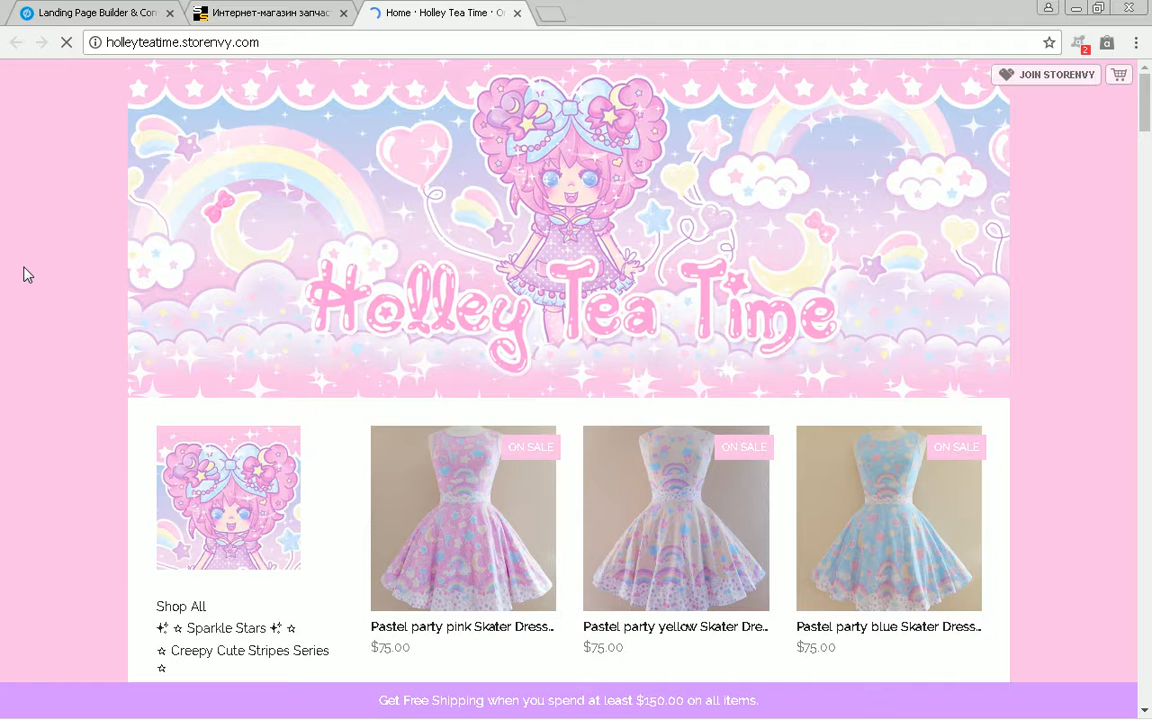 Landing Page Builder & Con
Интернет-магазин запчас
Home · Holley Tea Time · O
holleyteatime.storenvy.com
2
a
JOIN STORENVY
Holley Tea Time
ON SALE
ON SALE
ON SALE
Pastel party pink Skater Dress...
Pastel party yellow Skater Dre...
Pastel party blue Skater Dress...
$75.00
$75.00
$75.00
Shop All
Sparkle Stars
☆ Creepy Cute Stripes Series
☆
Get Free Shipping when you spend at least $150.00 on all items.